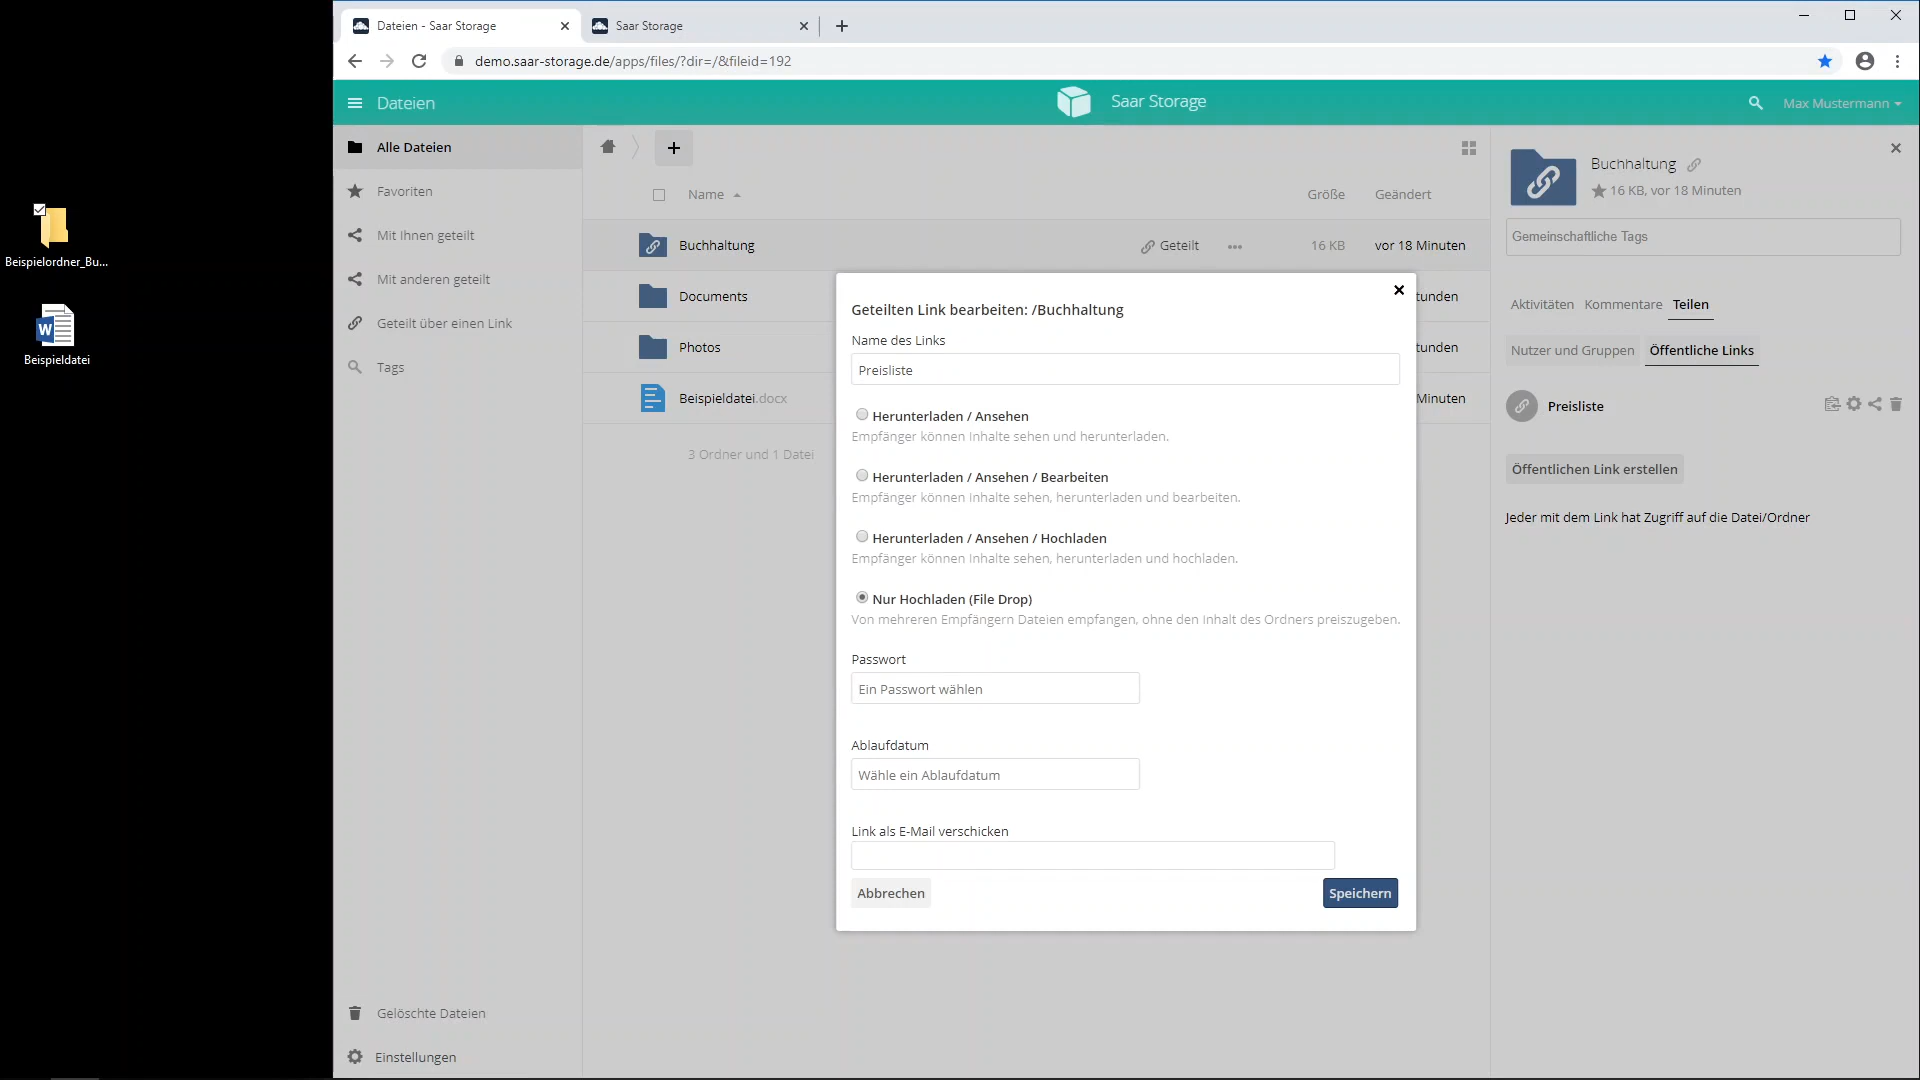 Dateien - Saar Storage
Saar Storage
demo.saar-storage.de/apps/files/?dir=/&fileid=192
Dateien
Saar Storage
Max Mustermann
Alle Dateien
Favoriten
Mit Ihnen geteilt
Mit anderen geteilt
Geteilt über einen Link
Tags
Gelöschte Dateien
Einstellungen
Beispielordner_Bu...
W
Beispieldatei
Name
Größe
Geändert
Buchhaltung
Geteilt
16 KB
vor 18 Minuten
Documents
tunden
Photos
tunden
Beispieldatei.docx
Minuten
3 Ordner und 1 Datei
Geteilten Link bearbeiten: /Buchhaltung
Name des Links
Preisliste
Herunterladen / Ansehen
Empfänger können Inhalte sehen und herunterladen.
Herunterladen / Ansehen / Bearbeiten
Empfänger können Inhalte sehen, herunterladen und bearbeiten.
Herunterladen / Ansehen / Hochladen
Empfänger können Inhalte sehen, herunterladen und hochladen.
Nur Hochladen (File Drop)
Von mehreren Empfängern Dateien empfangen, ohne den Inhalt des Ordners preiszugeben.
Passwort
Ein Passwort wählen
Ablaufdatum
Wähle ein Ablaufdatum
Link als E-Mail verschicken
Abbrechen
Speichern
Buchhaltung
16 KB, vor 18 Minuten
Gemeinschaftliche Tags
Aktivitäten
Kommentare
Teilen
Nutzer und Gruppen
Öffentliche Links
Preisliste
Öffentlichen Link erstellen
Jeder mit dem Link hat Zugriff auf die Datei/Ordner